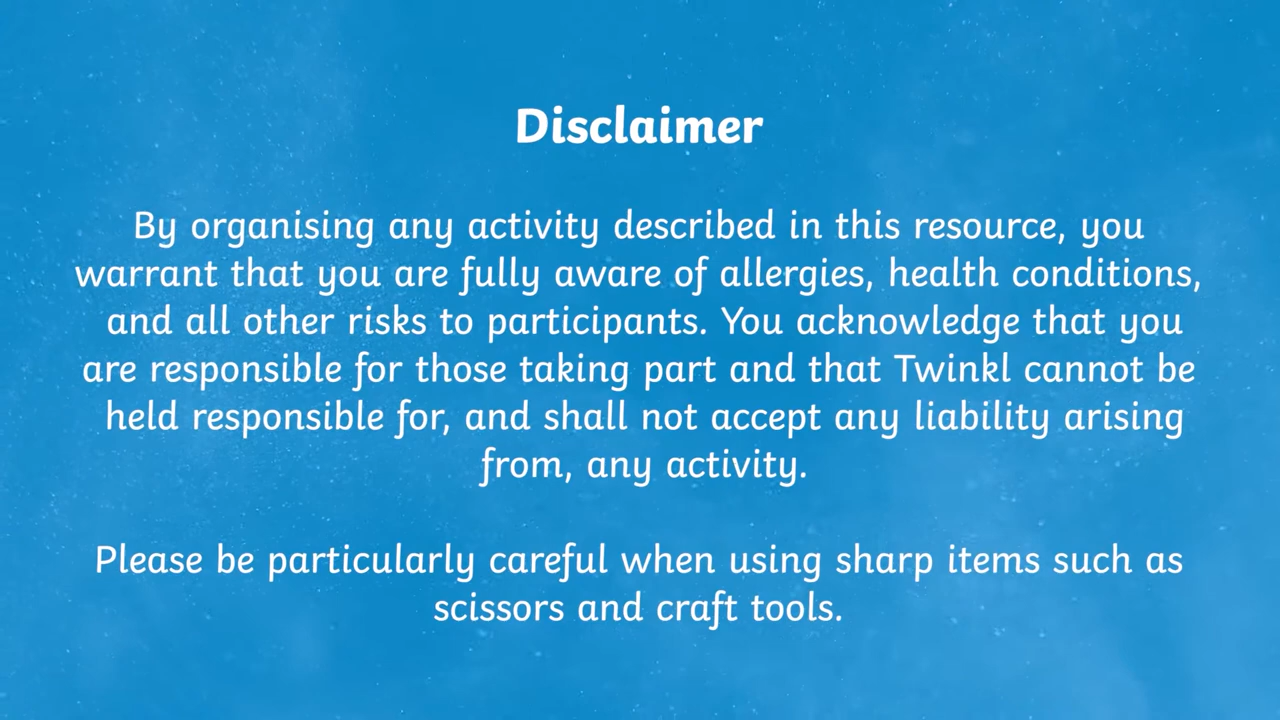 Disclaimer
By organising any activity described in this resource, you
warrant that you are fully aware of allergies, health conditions,
and all other risks to participants. You acknowledge that you
are responsible for those taking part and that Twinkl cannot be
held responsible for, and shall not accept any liability arising
from, any activity.
Please be particularly careful when using sharp items such as
scissors and craft tools.